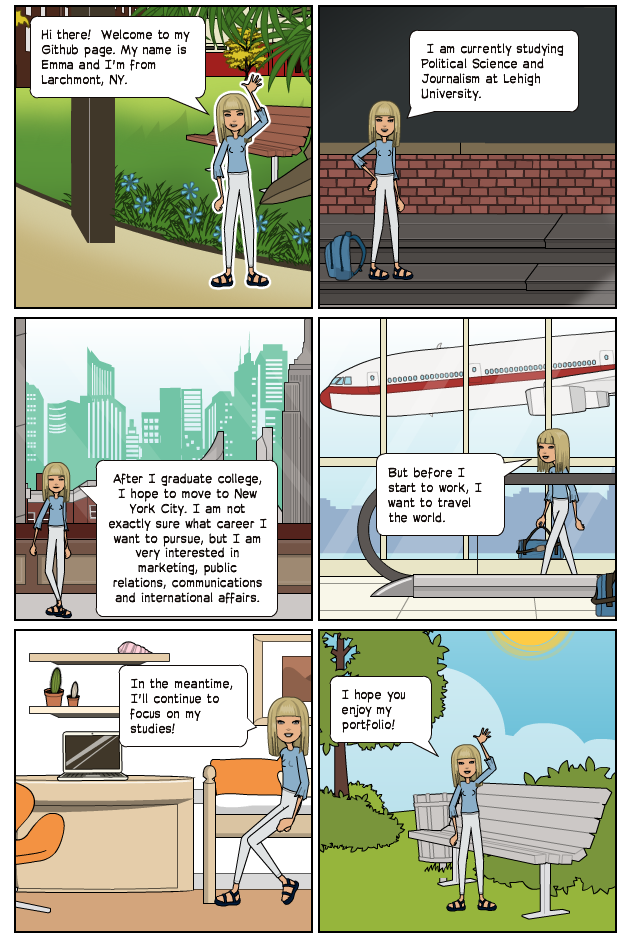 Hi there!  Welcome to my
Github page. My name is
Emma and I'm from
Larchmont, NY.
I am currently studying
Political Science and
Journalism at Lehigh
University.
After I graduate college,
I hope to move to New
York City. I am not
exactly sure what career I
want to pursue, but I am
very interested in
marketing, public
relations, communications
and international affairs.
But before I
start to work, I
want to travel
the world.
In the meantime,
I'll continue to
focus on my
studies!
I hope you
enjoy my
portfolio!